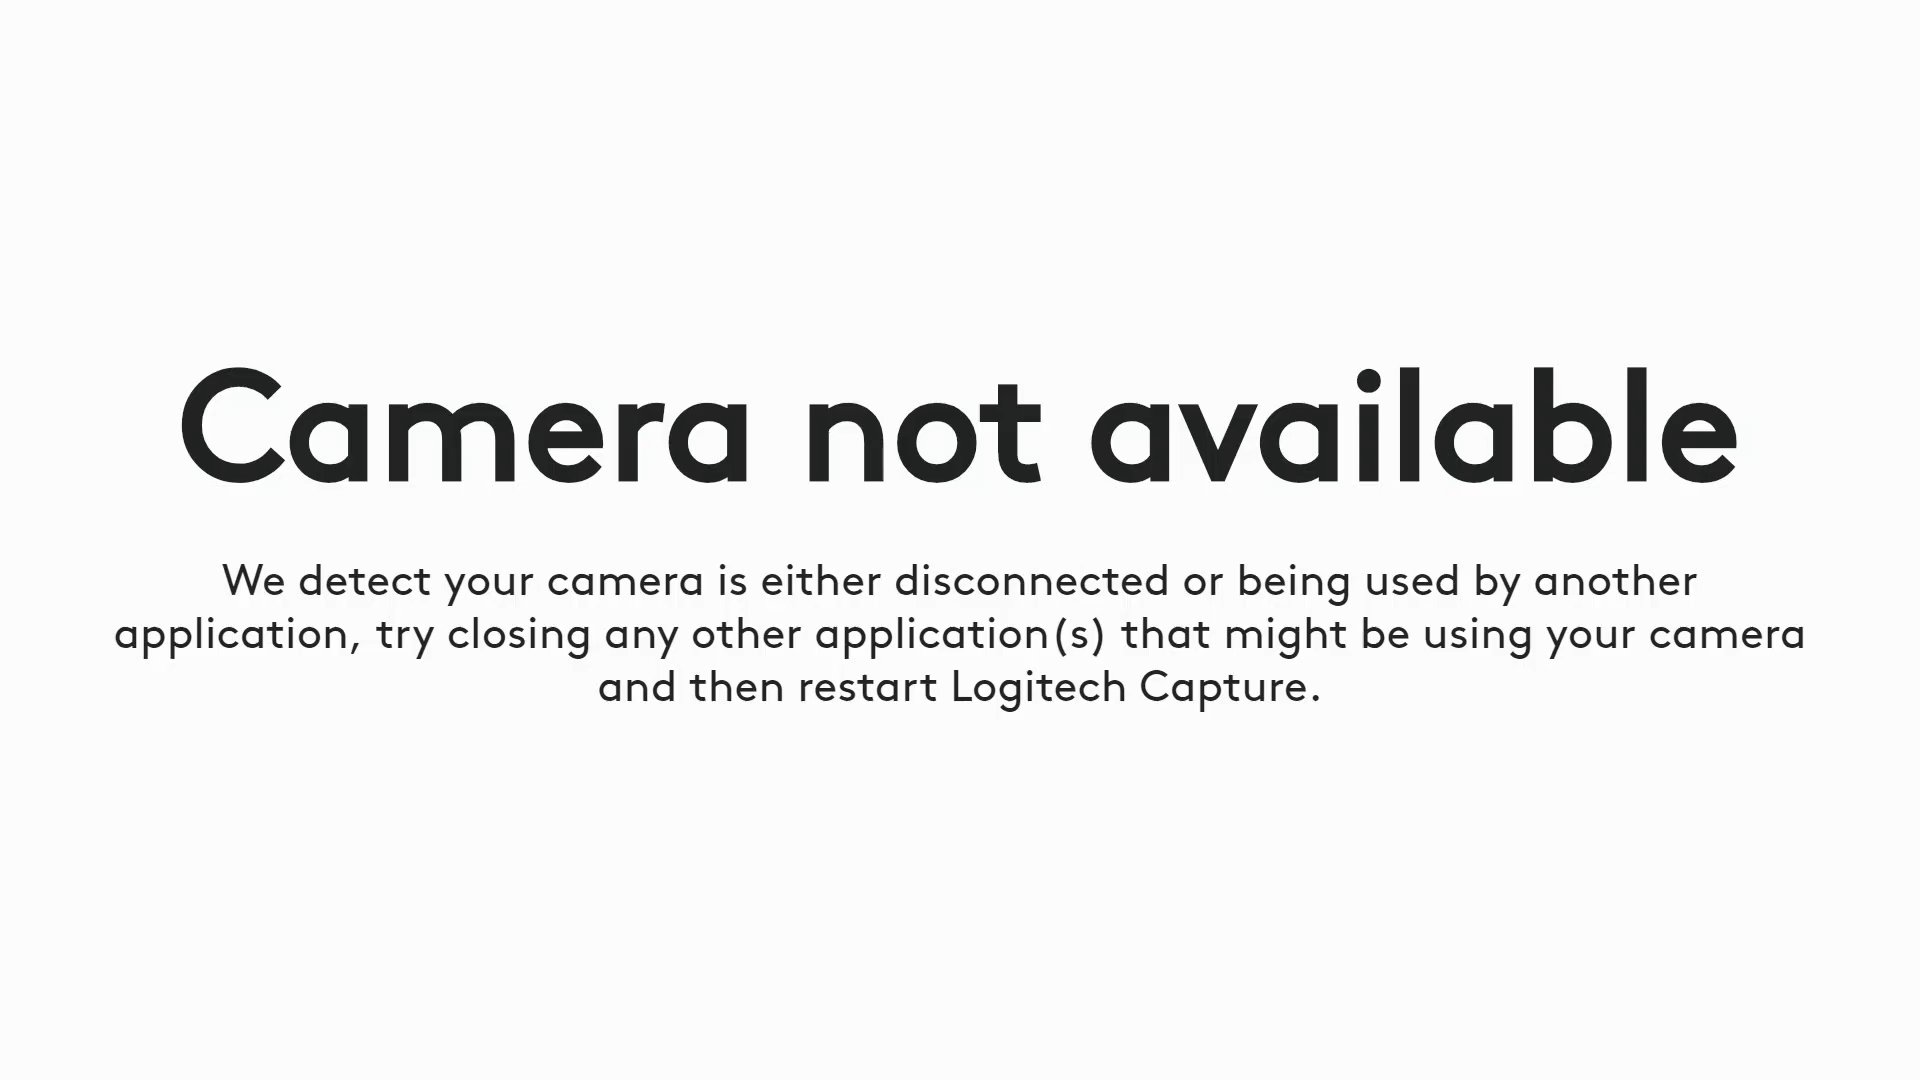 Camera not available
We detect your camera is either disconnected or being used by another
application, try closing any other application(s) that might be using your camera
and then restart Logitech Capture.